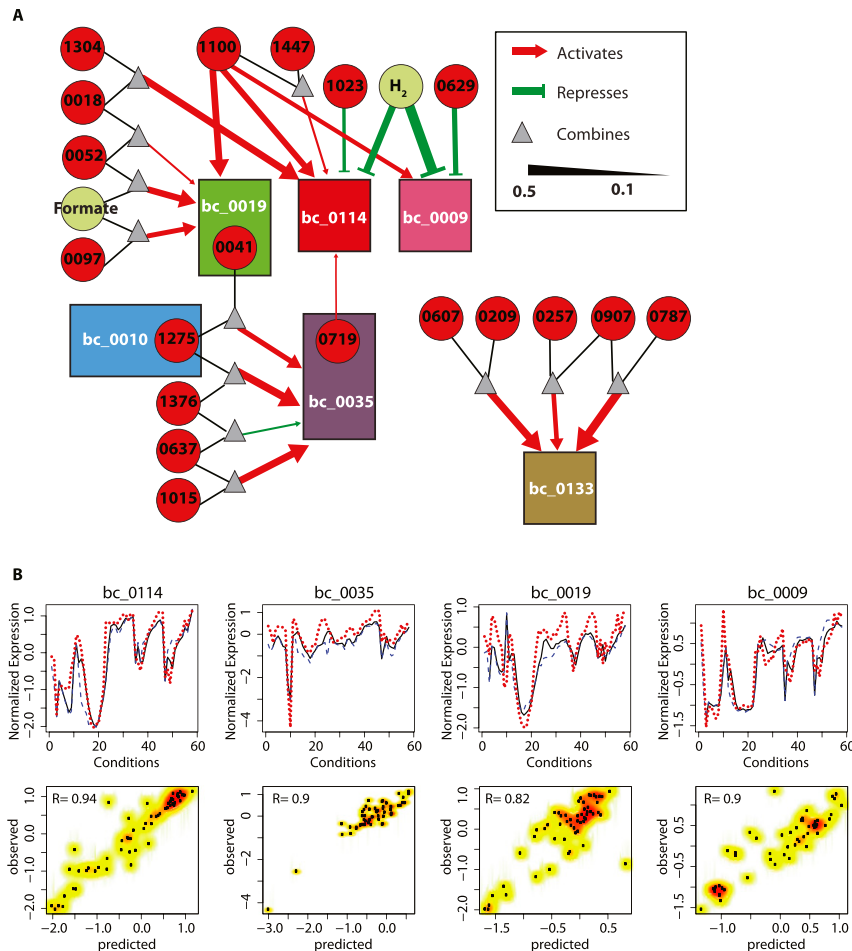 A
1304
1100
1447
0018
1023
H2
0629
0052
Formate
0097
Activates
Represses
Combines
0.5
0.1
bc_0019
bc_0114
bc_0009
0041
bc_0010
1275
0719
bc_0035
1376
0637
1015
0607
0209
0257
0907
0787
bc_0133
B
bc_0114
bc_0035
bc_0019
bc_0009
Normalized Expression
1.0
0.0
-1.0
-2.0
0
20
40
60
Conditions
Normalized Expression
1
0
-2
-4
0
20
40
60
Conditions
Normalized Expression
1.0
0.0
-1.0
-2.0
0
20
40
60
Conditions
Normalized Expression
0.5
-0.5
-1.5
0
20
40
60
Conditions
R= 0.94
observed
1.0
0.0
-1.0
-2.0
-2.0
-1.0
0.0
1.0
predicted
R= 0.9
observed
1
0
-2
-4
-3.0
-2.0
-1.0
0.0
predicted
R= 0.82
observed
1.0
0.0
-1.0
-2.0
-1.5
-0.5
0.5
predicted
R= 0.9
observed
0.5
-0.5
-1.5
-1.0
0.0
1.0
predicted